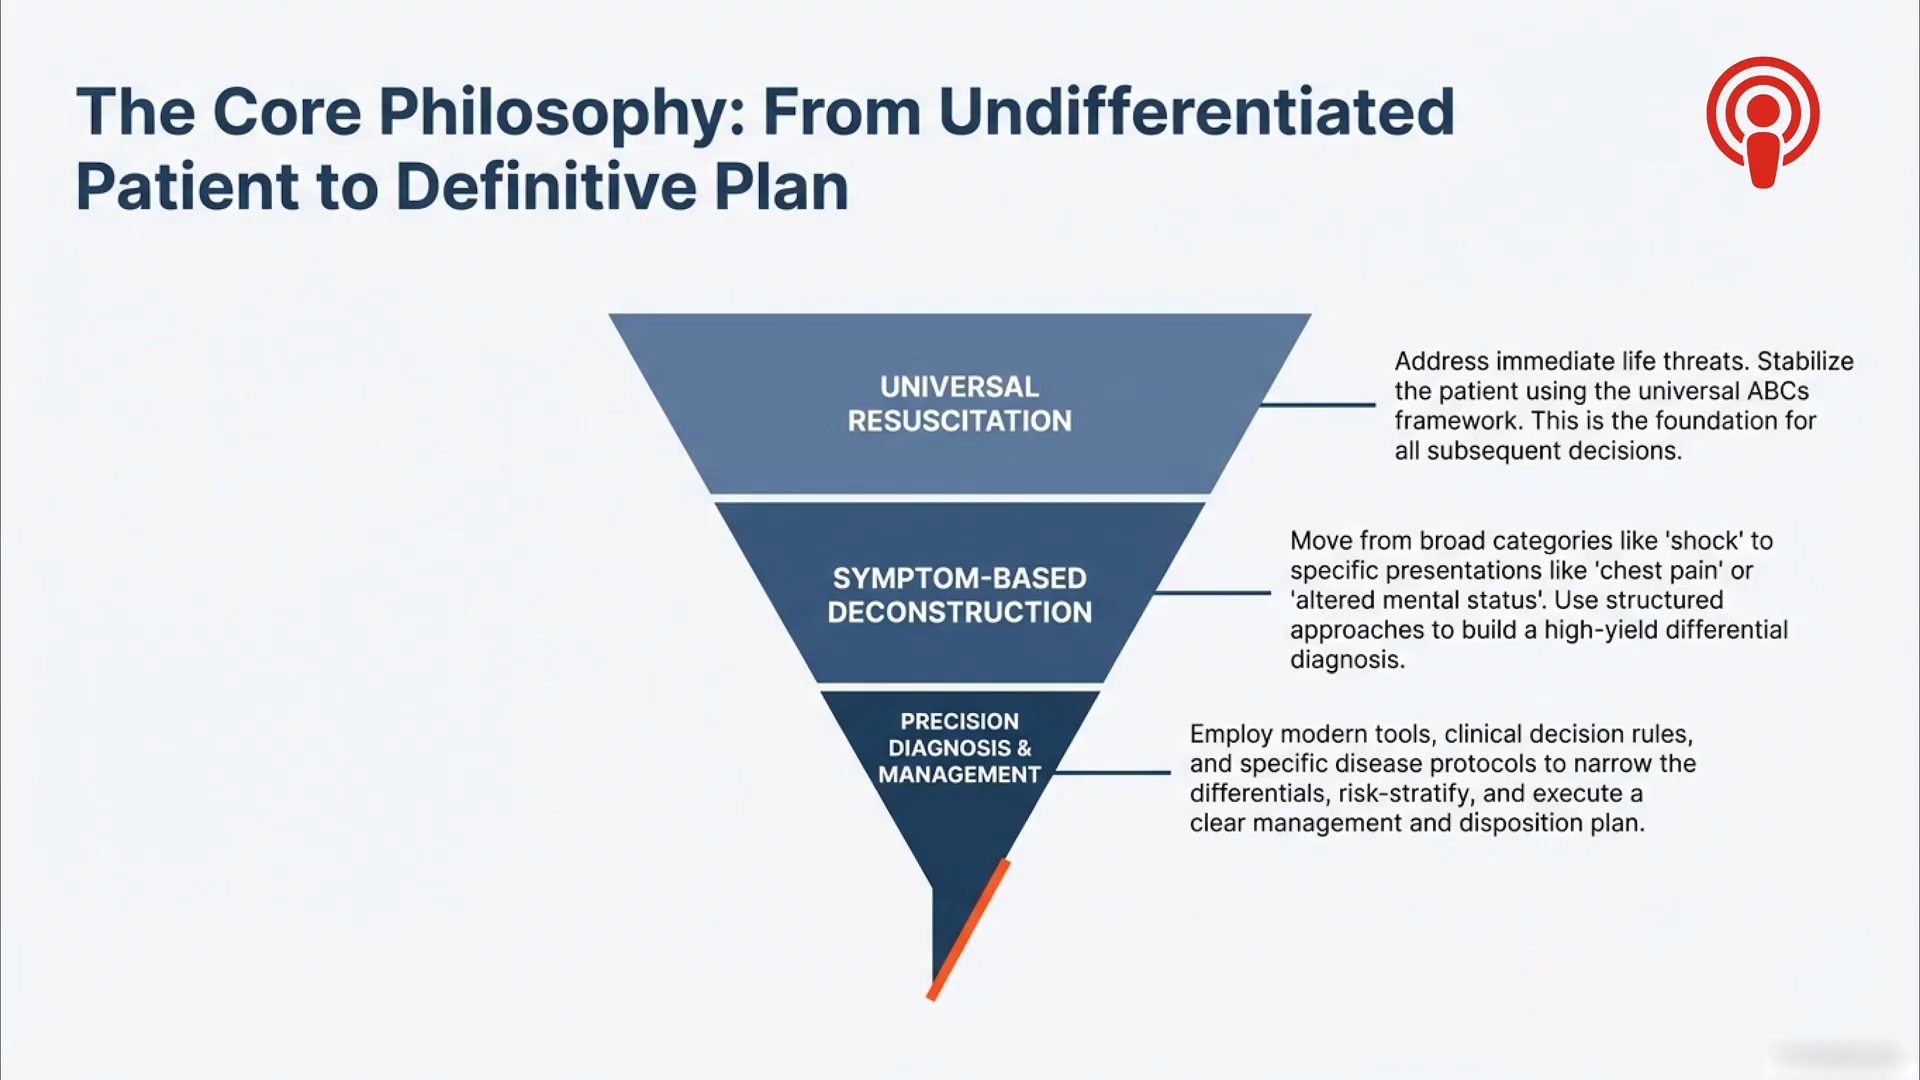 The Core Philosophy: From Undifferentiated
Patient to Definitive Plan
UNIVERSAL
RESUSCITATION
Address immediate life threats. Stabilize
the patient using the universal ABCs
framework. This is the foundation for
all subsequent decisions.
SYMPTOM-BASED
DECONSTRUCTION
Move from broad categories like 'shock' to
specific presentations like 'chest pain' or
'altered mental status'. Use structured
approaches to build a high-yield differential
diagnosis.
PRECISION
DIAGNOSIS &
MANAGEMENT
Employ modern tools, clinical decision rules,
and specific disease protocols to narrow the
differentials, risk-stratify, and execute a
clear management and disposition plan.